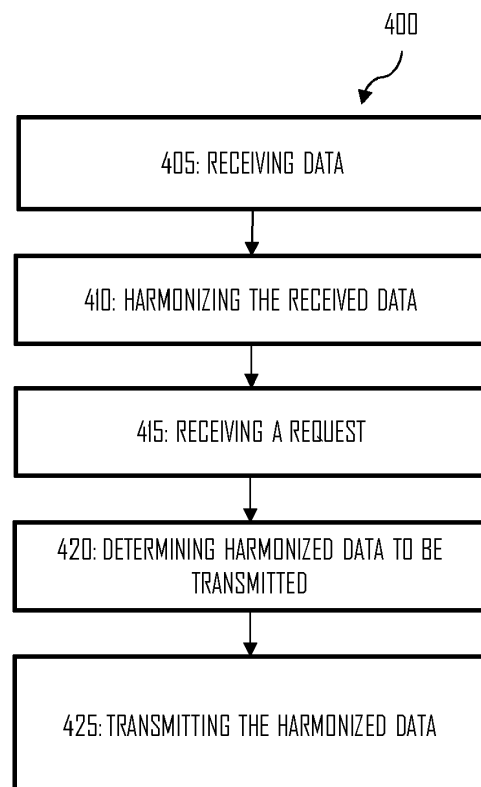 400
405: RECEIVING DATA
410: HARMONIZING THE RECEIVED DATA
415: RECEIVING A REQUEST
420: DETERMINING HARMONIZED DATA TO BE
TRANSMITTED
425: TRANSMITTING THE HARMONIZED DATA